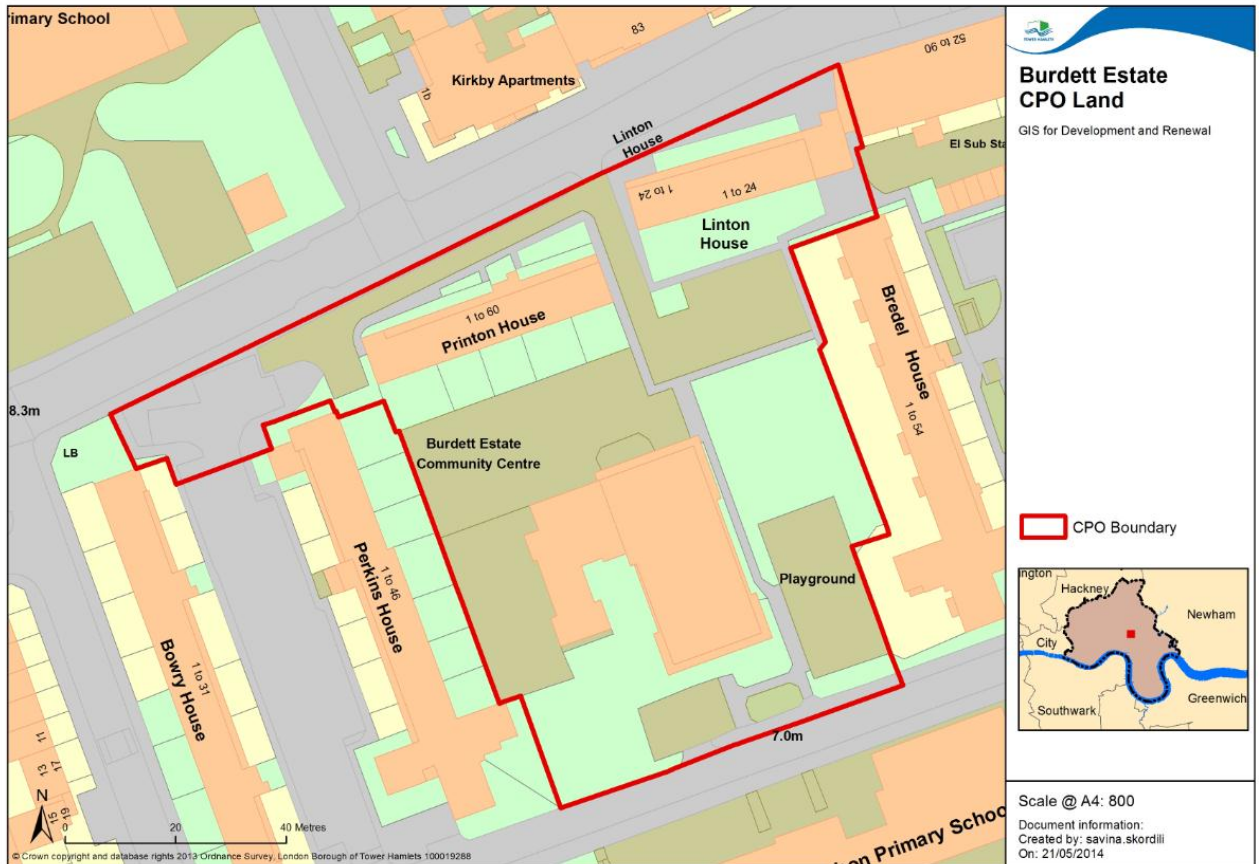 imary School
Kirkby Apartments
1b
83
52 to 90
Linton
House
El Sub Sta
1 to 24
1 to 24
Linton
House
1 to 60
Printon House
Bredel House
1 to 54
8.3m
LB
Burdett Estate
Community Centre
Perkins House
1 to 46
Playground
Bowry House
1 to 31
11
17
13
19
15
7.0m
on Primary Schoo
N
0 20 40 Metres
© Crown copyright and database rights 2013 Ordnance Survey, London Borough of Tower Hamlets 100019288
TOWER HAMLETS
Burdett Estate
CPO Land
GIS for Development and Renewal
CPO Boundary
ington
Hackney
Newham
City
Southwark
Greenwich
Scale @ A4: 800
Document information:
Created by: savina.skordili
On: 21/05/2014